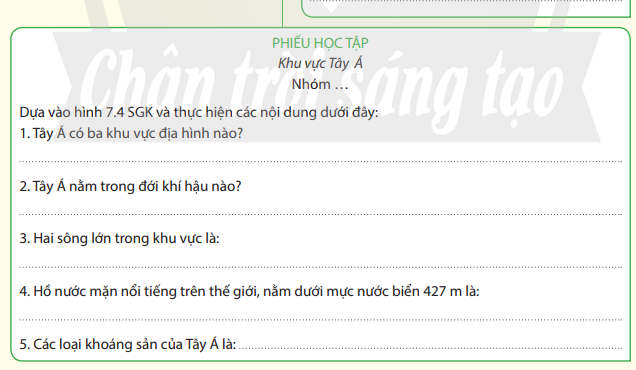 Chân trời sáng tạo
PHIẾU HỌC TẬP
Khu vực Tây Á
Nhóm …
Dựa vào hình 7.4 SGK và thực hiện các nội dung dưới đây:
1. Tây Á có ba khu vực địa hình nào?
2. Tây Á nằm trong đới khí hậu nào?
3. Hai sông lớn trong khu vực là:
4. Hồ nước mặn nổi tiếng trên thế giới, nằm dưới mực nước biển 427 m là:
5. Các loại khoáng sản của Tây Á là: